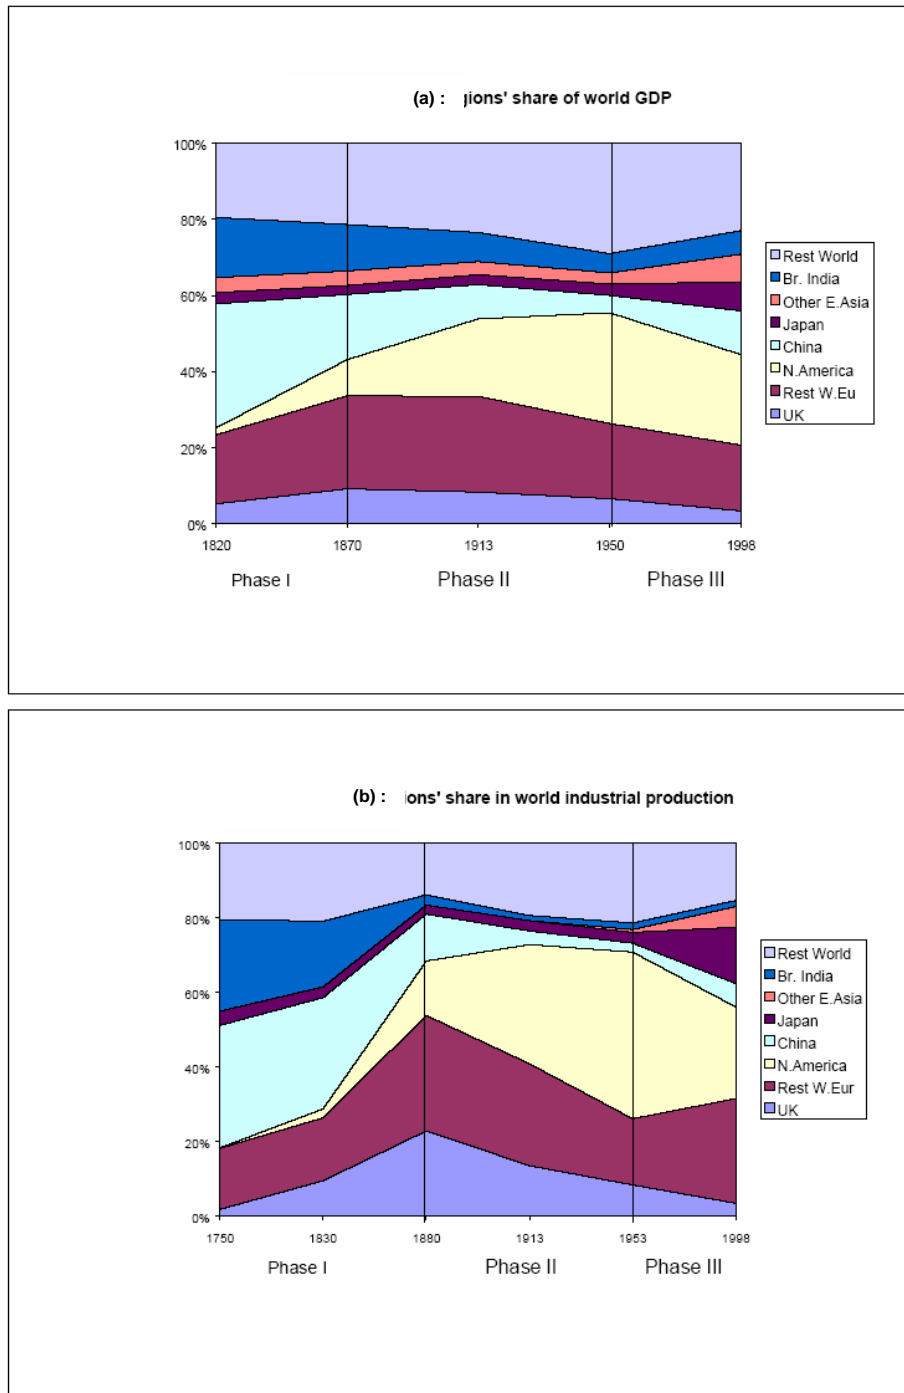 (a) : gions' share of world GDP
100%
80%
60%
40%
20%
0%
1820 1870 1913 1950 1998
Phase I Phase II Phase III
Rest World
Br. India
Other E.Asia
Japan
China
N.America
Rest W.Eu
UK
(b) : ions' share in world industrial production
100%
80%
60%
40%
20%
0%
1750 1830 1880 1913 1953 1998
Phase I Phase II Phase III
Rest World
Br. India
Other E.Asia
Japan
China
N.America
Rest W.Eur
UK